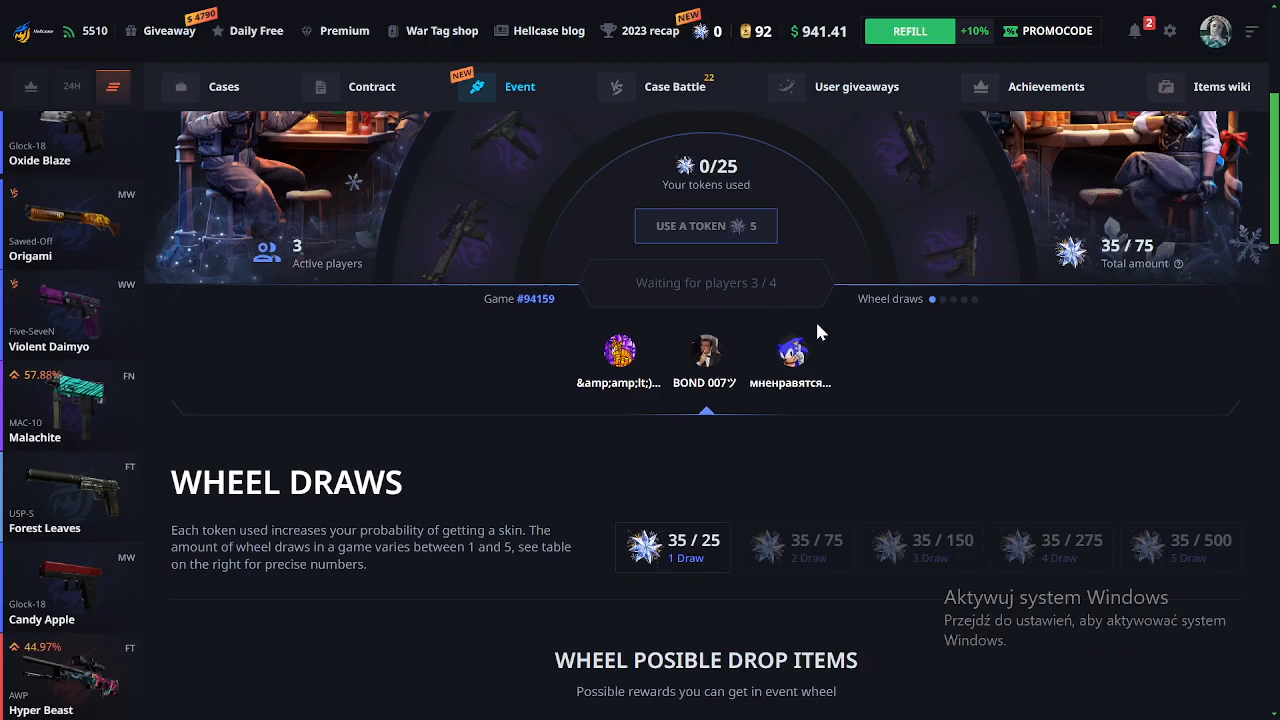 Hellcase
5510
Giveaway
$ 4790
Daily Free
Premium
War Tag shop
Hellcase blog
2023 recap
NEW
0
92
$ 941.41
REFILL
+10%
PROMOCODE
2
24H
Cases
Contract
NEW
Event
Case Battle
22
User giveaways
Achievements
Items wiki
Glock-18
Oxide Blaze
MW
Sawed-Off
Origami
WW
Five-SeveN
Violent Daimyo
57.88%
FN
MAC-10
Malachite
FT
USP-S
Forest Leaves
MW
Glock-18
Candy Apple
44.97%
FT
AWP
Hyper Beast
0/25
Your tokens used
USE A TOKEN 5
3
Active players
35 / 75
Total amount
Waiting for players 3 / 4
Game #94159
Wheel draws
&amp;amp;lt;)...
BOND 007ツ
мненравятся...
WHEEL DRAWS
Each token used increases your probability of getting a skin. The
amount of wheel draws in a game varies between 1 and 5, see table
on the right for precise numbers.
35 / 25
1 Draw
35 / 75
2 Draw
35 / 150
3 Draw
35 / 275
4 Draw
35 / 500
5 Draw
Aktywuj system Windows
Przejdź do ustawień, aby aktywować system
Windows.
WHEEL POSIBLE DROP ITEMS
Possible rewards you can get in event wheel